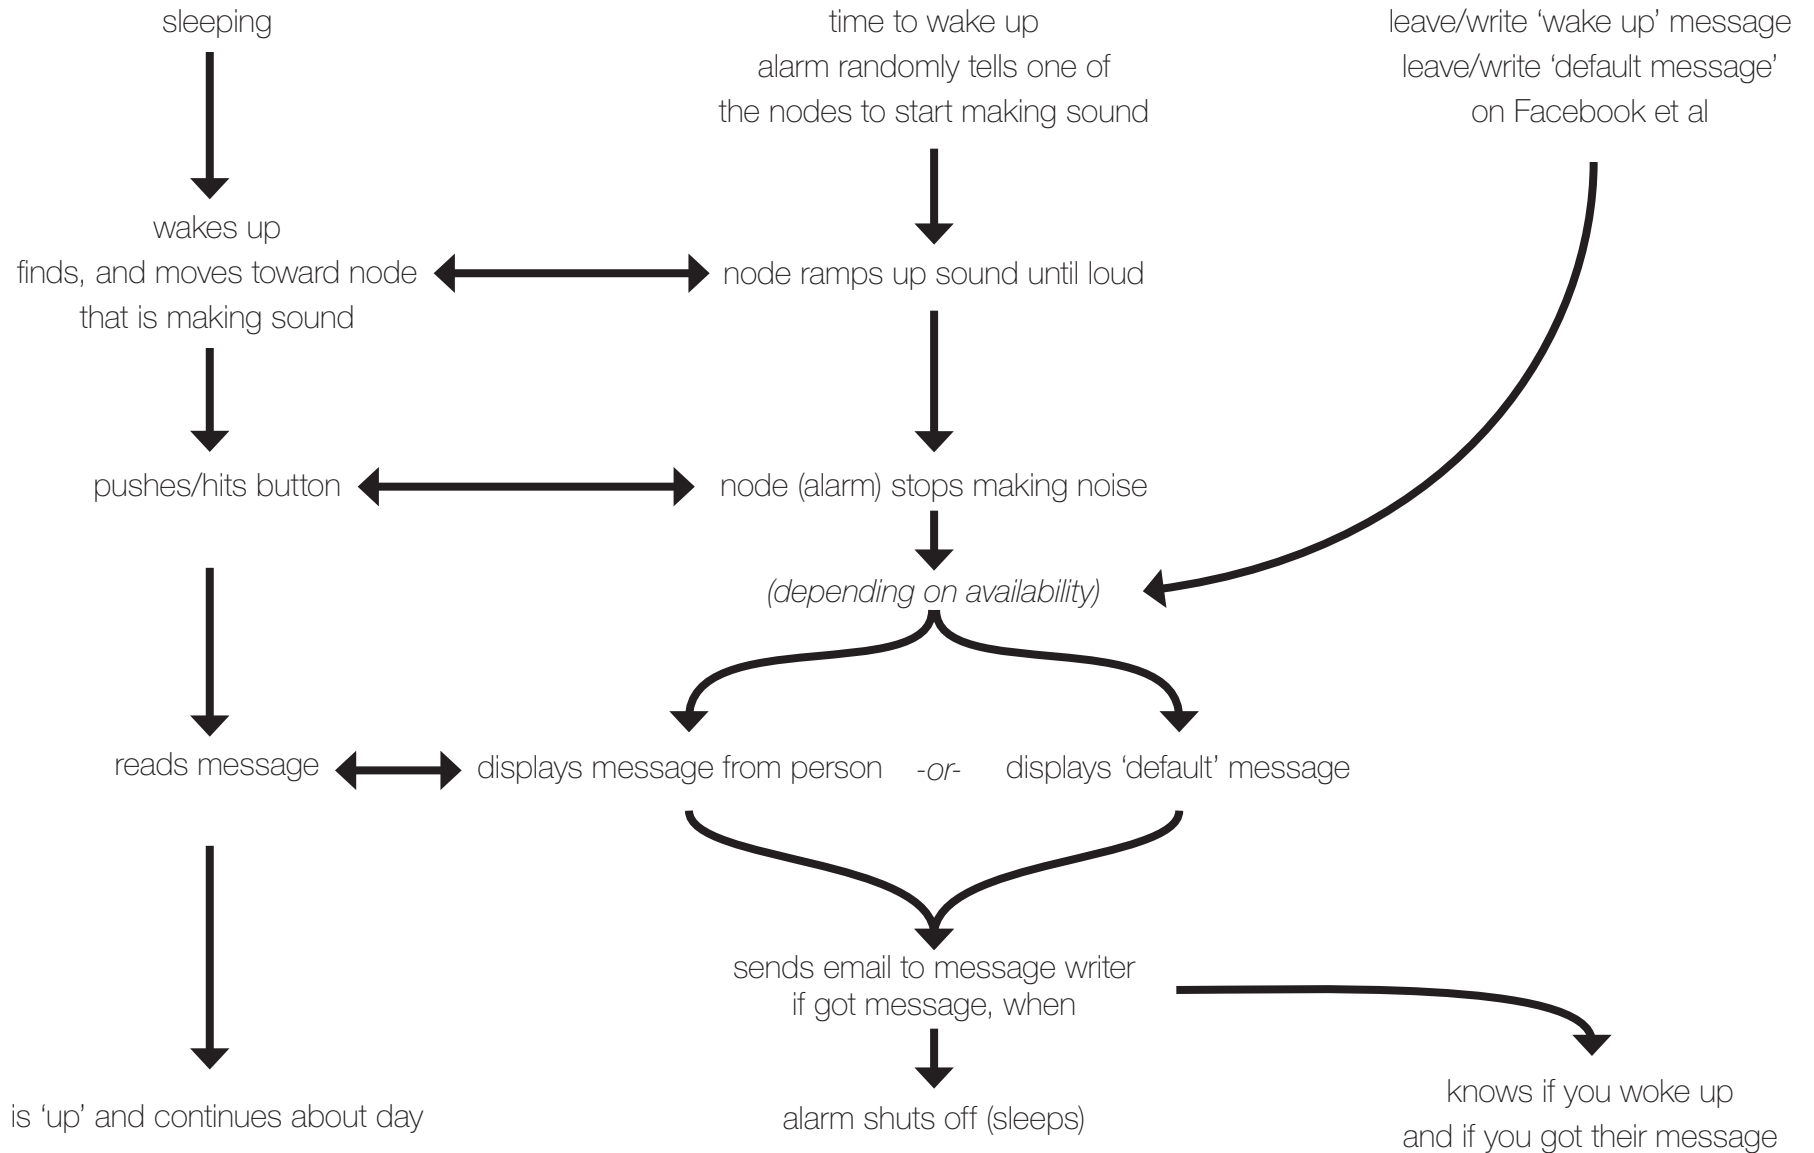 sleeping
time to wake up
alarm randomly tells one of
the nodes to start making sound
leave/write ‘wake up’ message
leave/write ‘default message’
on Facebook et al
wakes up
finds, and moves toward node
that is making sound
node ramps up sound until loud
pushes/hits button
node (alarm) stops making noise
(depending on availability)
reads message
displays message from person
-or-
displays ‘default’ message
sends email to message writer
if got message, when
is ‘up’ and continues about day
alarm shuts off (sleeps)
knows if you woke up
and if you got their message